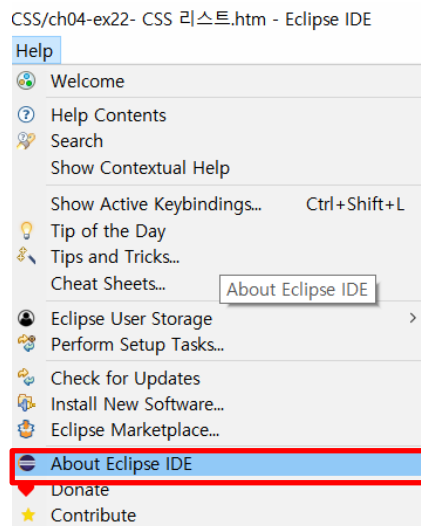 CSS/ch04-ex22- CSS 리스트.htm - Eclipse IDE
Help
Welcome
Help Contents
Search
Show Contextual Help
Show Active Keybindings... Ctrl+Shift+L
Tip of the Day
Tips and Tricks...
Cheat Sheets...
About Eclipse IDE
Eclipse User Storage
Perform Setup Tasks...
Check for Updates
Install New Software...
Eclipse Marketplace...
About Eclipse IDE
Donate
Contribute